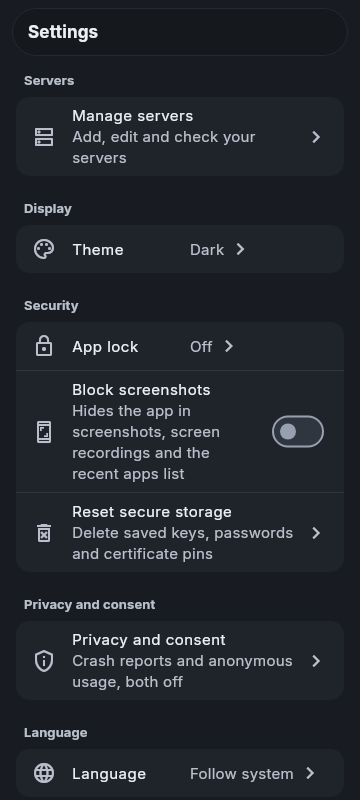 Settings
Servers
Manage servers
Add, edit and check your
servers
Display
Theme Dark
Security
App lock Off
Block screenshots
Hides the app in
screenshots, screen
recordings and the
recent apps list
Reset secure storage
Delete saved keys, passwords
and certificate pins
Privacy and consent
Privacy and consent
Crash reports and anonymous
usage, both off
Language
Language Follow system